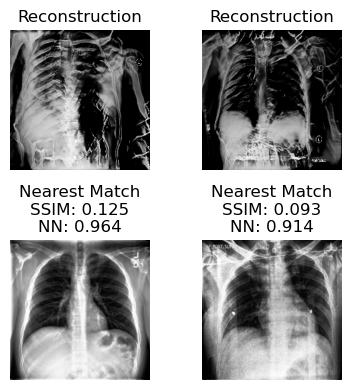 Reconstruction
Reconstruction
Nearest Match
SSIM: 0.125
NN: 0.964
Nearest Match
SSIM: 0.093
NN: 0.914